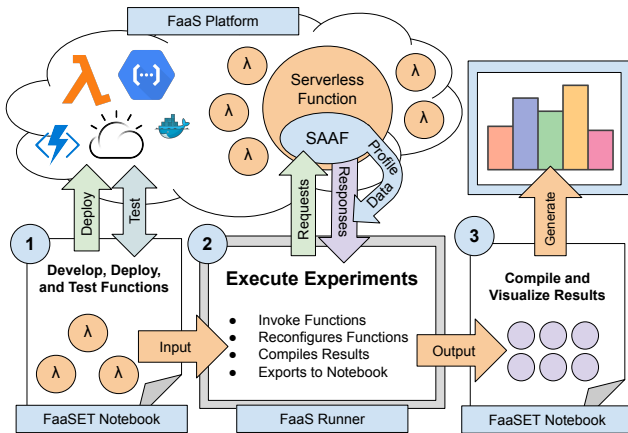 FaaS Platform
λ
λ
λ
λ
λ
λ
Serverless
Function
SAAF
Profile
Data
Deploy
Test
Requests
Responses
Generate
1
Develop, Deploy,
and Test Functions
λ
λ
λ
FaaSET Notebook
Input
2
Execute Experiments
● Invoke Functions
● Reconfigures Functions
● Compiles Results
● Exports to Notebook
FaaS Runner
Output
3
Compile and
Visualize Results
FaaSET Notebook